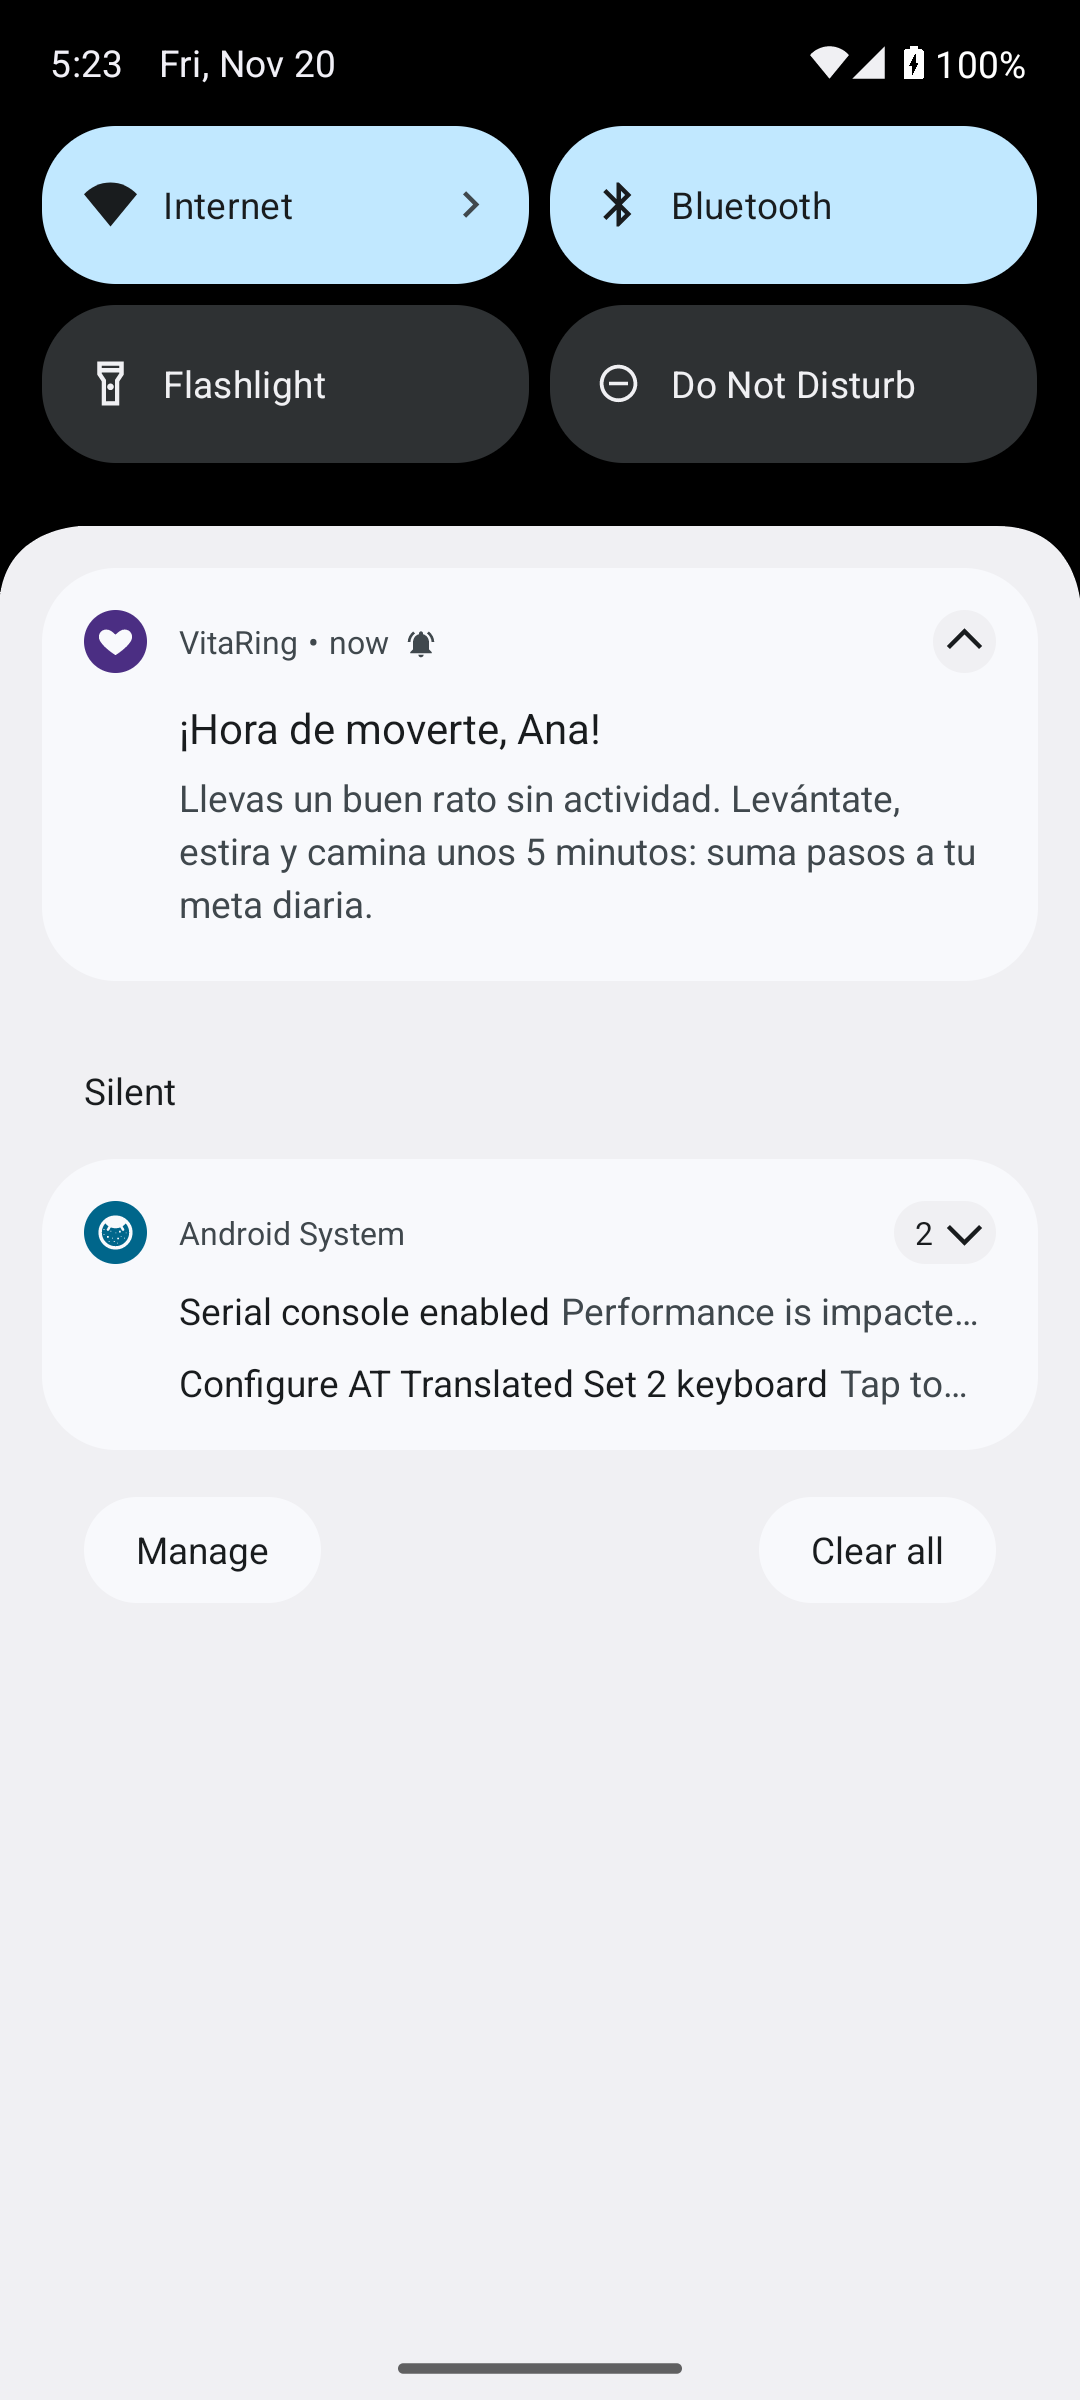 5:23 Fri, Nov 20 100%
Internet
Bluetooth
Flashlight
Do Not Disturb
VitaRing • now
¡Hora de moverte, Ana!
Llevas un buen rato sin actividad. Levántate,
estira y camina unos 5 minutos: suma pasos a tu
meta diaria.
Silent
Android System
2
Serial console enabled Performance is impacte…
Configure AT Translated Set 2 keyboard Tap to…
Manage
Clear all